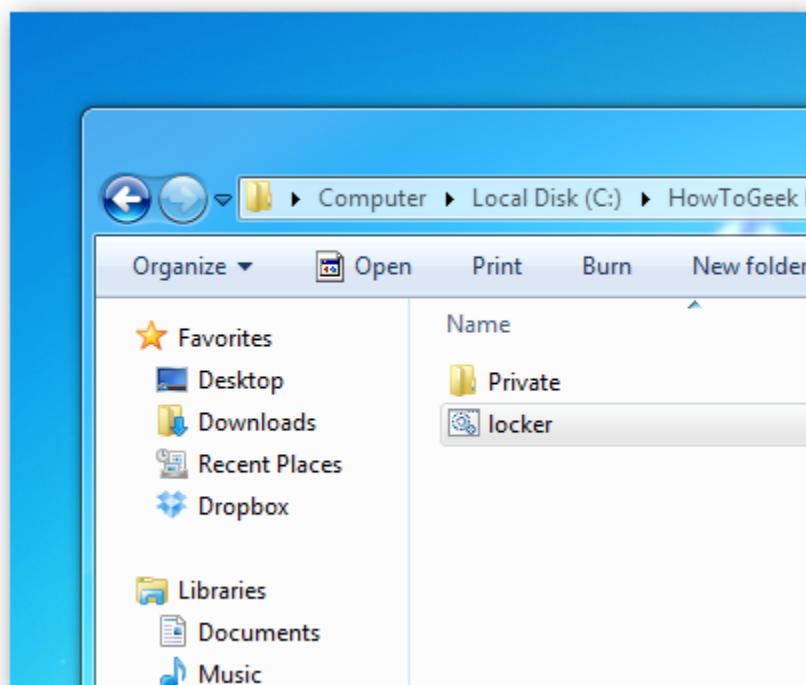 Computer Local Disk (C:) HowToGeek
Organize Open Print Burn New folder
Favorites
Desktop
Downloads
Recent Places
Dropbox
Libraries
Documents
Music
Name
Private
locker